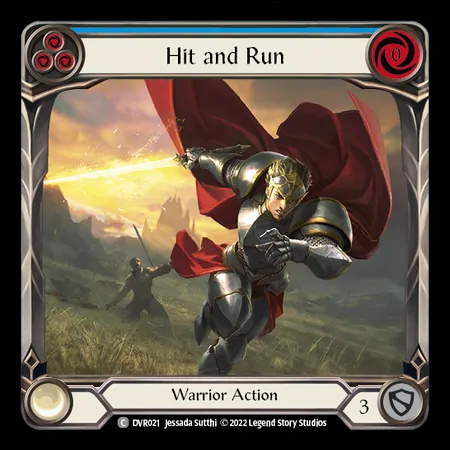 Hit and Run
0
Warrior Action
3
C DVR021 Jessada Sutthi © 2022 Legend Story Studios